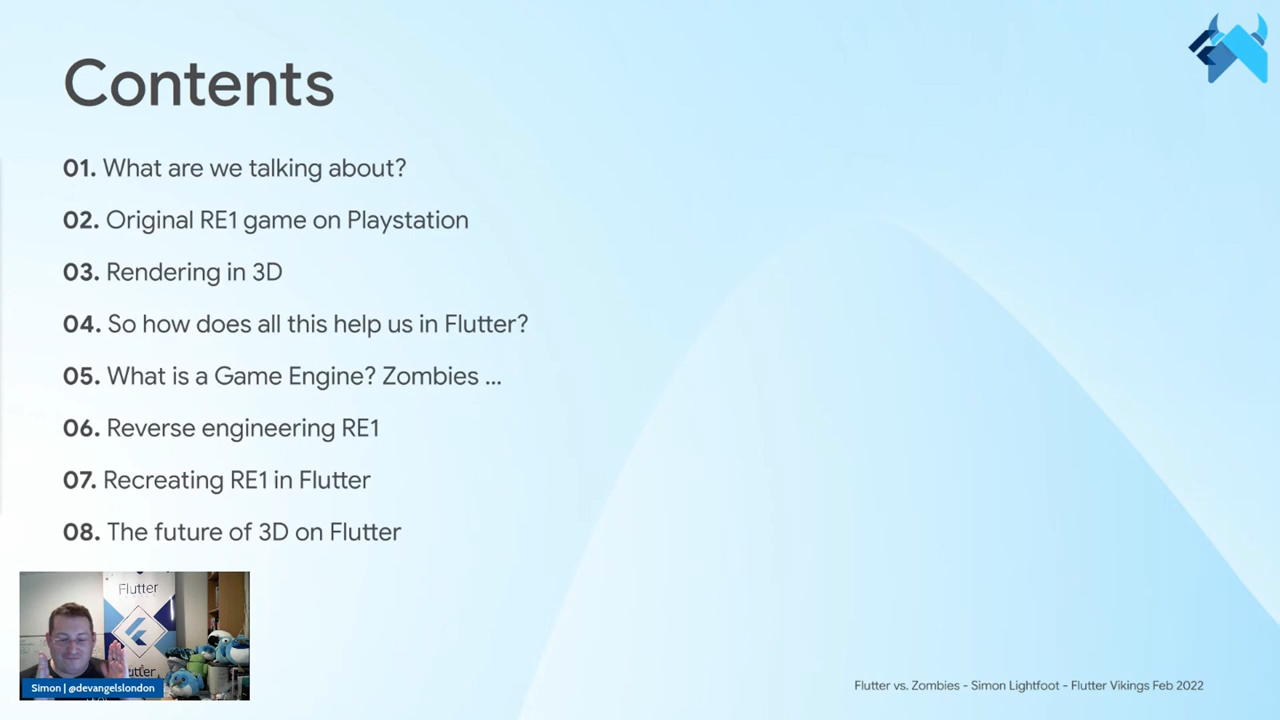 Contents
01. What are we talking about?
02. Original RE1 game on Playstation
03. Rendering in 3D
04. So how does all this help us in Flutter?
05. What is a Game Engine? Zombies ...
06. Reverse engineering RE1
07. Recreating RE1 in Flutter
08. The future of 3D on Flutter
Flutter
utter
Simon | @devangelslondon
Flutter vs. Zombies - Simon Lightfoot - Flutter Vikings Feb 2022